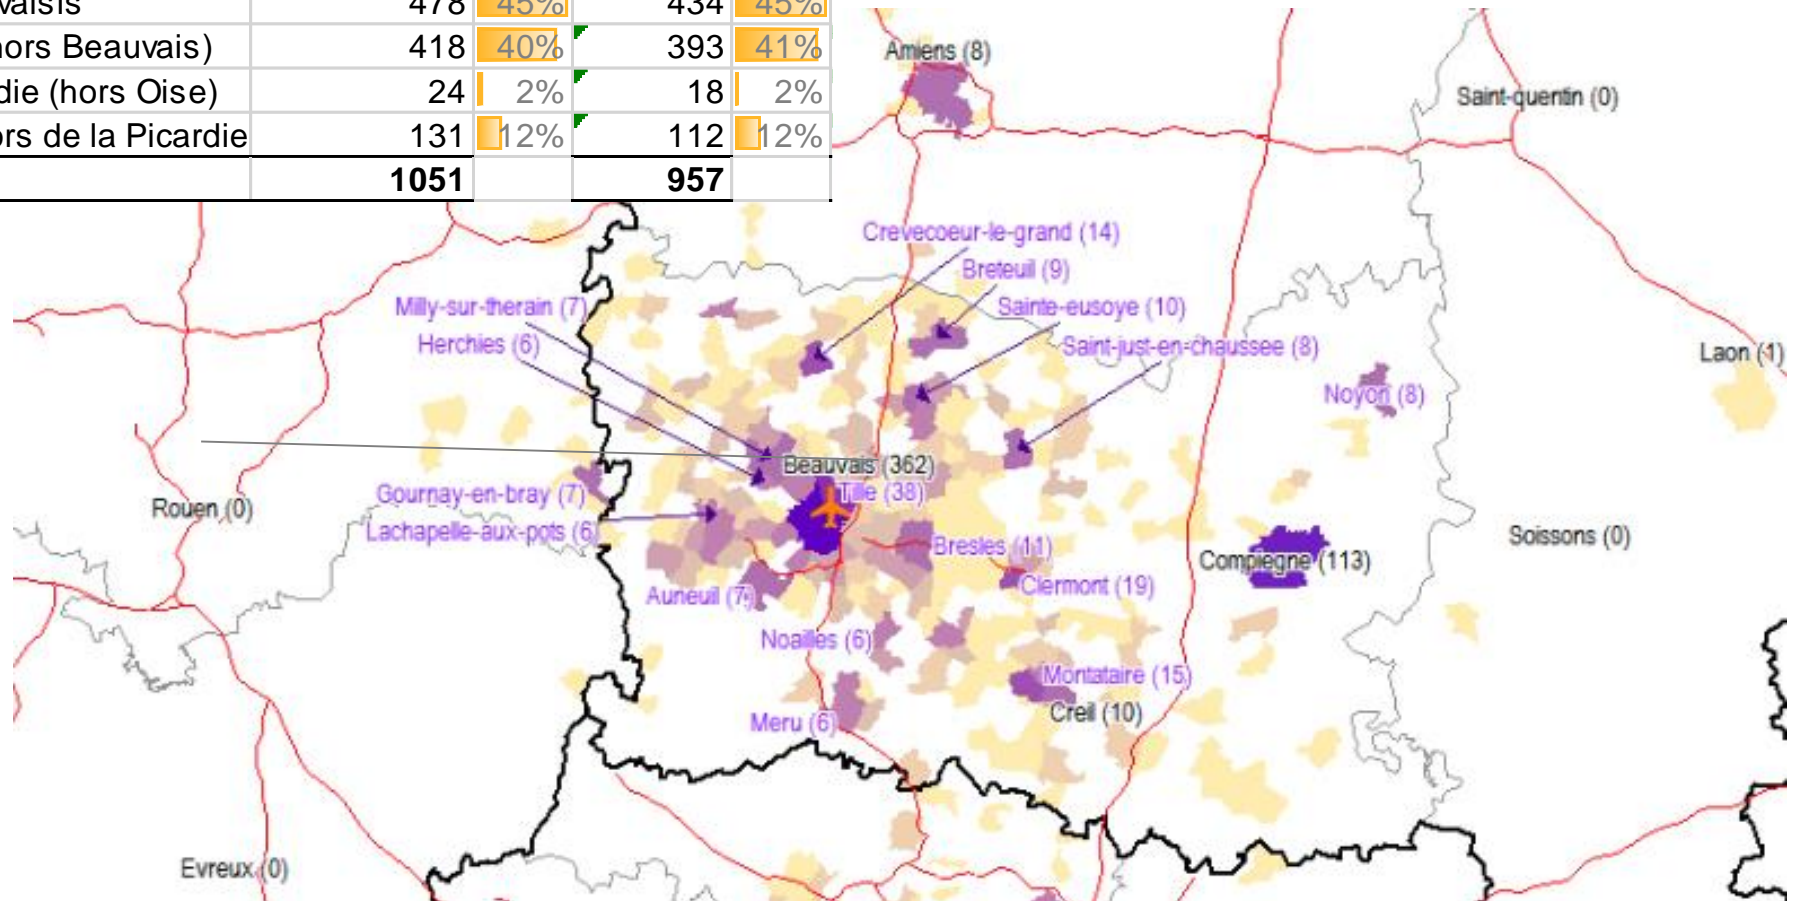 vaisis 478 45% 434 45%
hors Beauvais) 418 40% 393 41%
die (hors Oise) 24 2% 18 2%
ors de la Picardie 131 12% 112 12%
1051 957
Amiens (8)
Saint-quentin (0)
Crevecoeur-le-grand (14)
Breteuil (9)
Milly-sur-therain (7)
Sainte-eusoye (10)
Herchies (6)
Saint-just-en-chaussee (8)
Laon (1)
Noyon (8)
Beauvais (362)
Gournay-en-bray (7)
Tille (38)
Rouen (0)
Lachapelle-aux-pots (6)
Soissons (0)
Bresles (11)
Compiegne (113)
Clermont (19)
Auneuil (7)
Noailles (6)
Montataire (15)
Creil (10)
Meru (6)
Evreux (0)